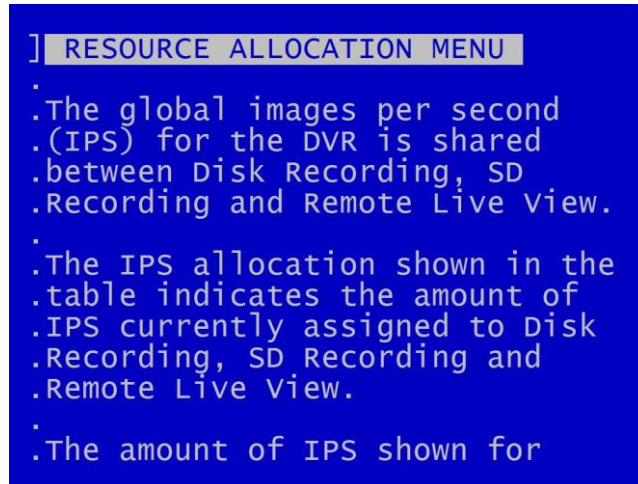 ] RESOURCE ALLOCATION MENU
.
.The global images per second
.(IPS) for the DVR is shared
.between Disk Recording, SD
.Recording and Remote Live View.
.
.The IPS allocation shown in the
.table indicates the amount of
.IPS currently assigned to Disk
.Recording, SD Recording and
.Remote Live View.
.
.The amount of IPS shown for